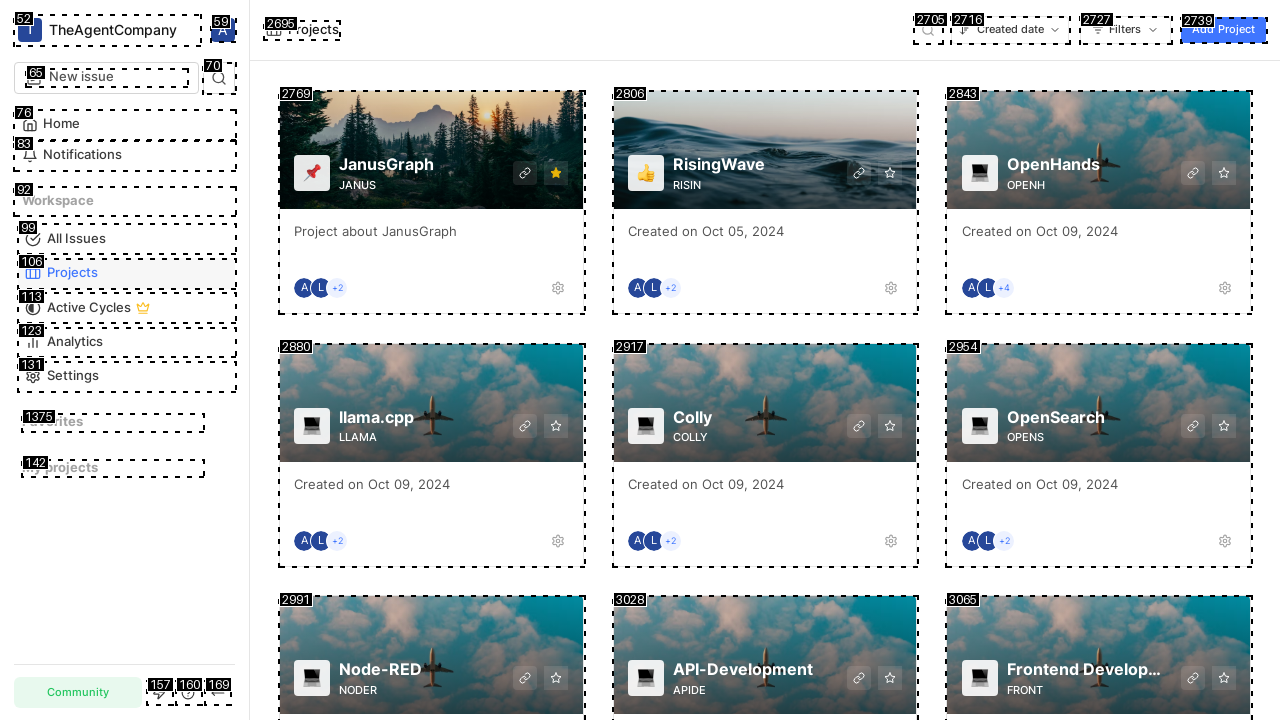 52
T TheAgentCompany
59
A
65
New issue
70
76
Home
83
Notifications
92
Workspace
99
All Issues
106
Projects
113
Active Cycles
123
Analytics
131
Settings
1375
Favorites
142
My projects
Community
157
160
169
2695
Projects
2705
2716
Created date
2727
Filters
2739
Add Project
2769
JanusGraph
JANUS
Project about JanusGraph
A L +2
2806
RisingWave
RISIN
Created on Oct 05, 2024
A L +2
2843
OpenHands
OPENH
Created on Oct 09, 2024
A L +4
2880
llama.cpp
LLAMA
Created on Oct 09, 2024
A L +2
2917
Colly
COLLY
Created on Oct 09, 2024
A L +2
2954
OpenSearch
OPENS
Created on Oct 09, 2024
A L +2
2991
Node-RED
NODER
3028
API-Development
APIDE
3065
Frontend Develop...
FRONT